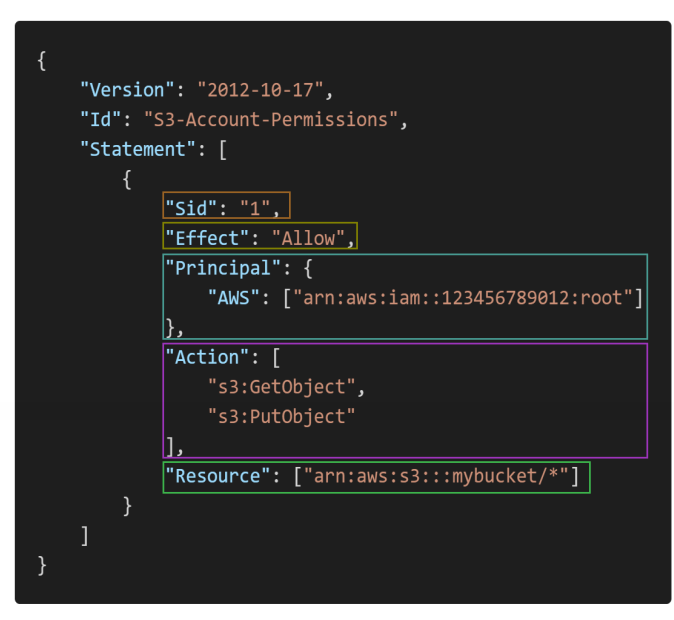 {
"Version": "2012-10-17",
"Id": "S3-Account-Permissions",
"Statement": [
{
"Sid": "1",
"Effect": "Allow",
"Principal": {
"AWS": ["arn:aws:iam::123456789012:root"]
},
"Action": [
"s3:GetObject",
"s3:PutObject"
],
"Resource": ["arn:aws:s3:::mybucket/*"]
}
]
}